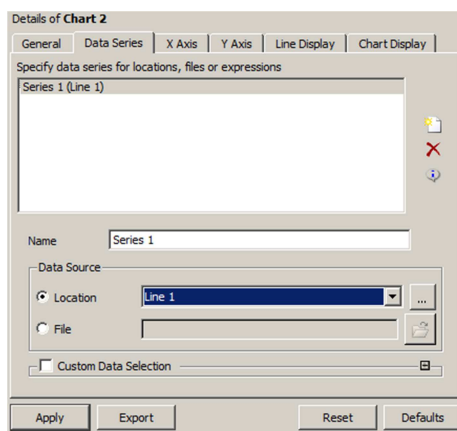 Details of Chart 2
General Data Series X Axis Y Axis Line Display Chart Display
Specify data series for locations, files or expressions
Series 1 (Line 1)
Name Series 1
Data Source
Location Line 1 ...
File
Custom Data Selection
Apply Export Reset Defaults